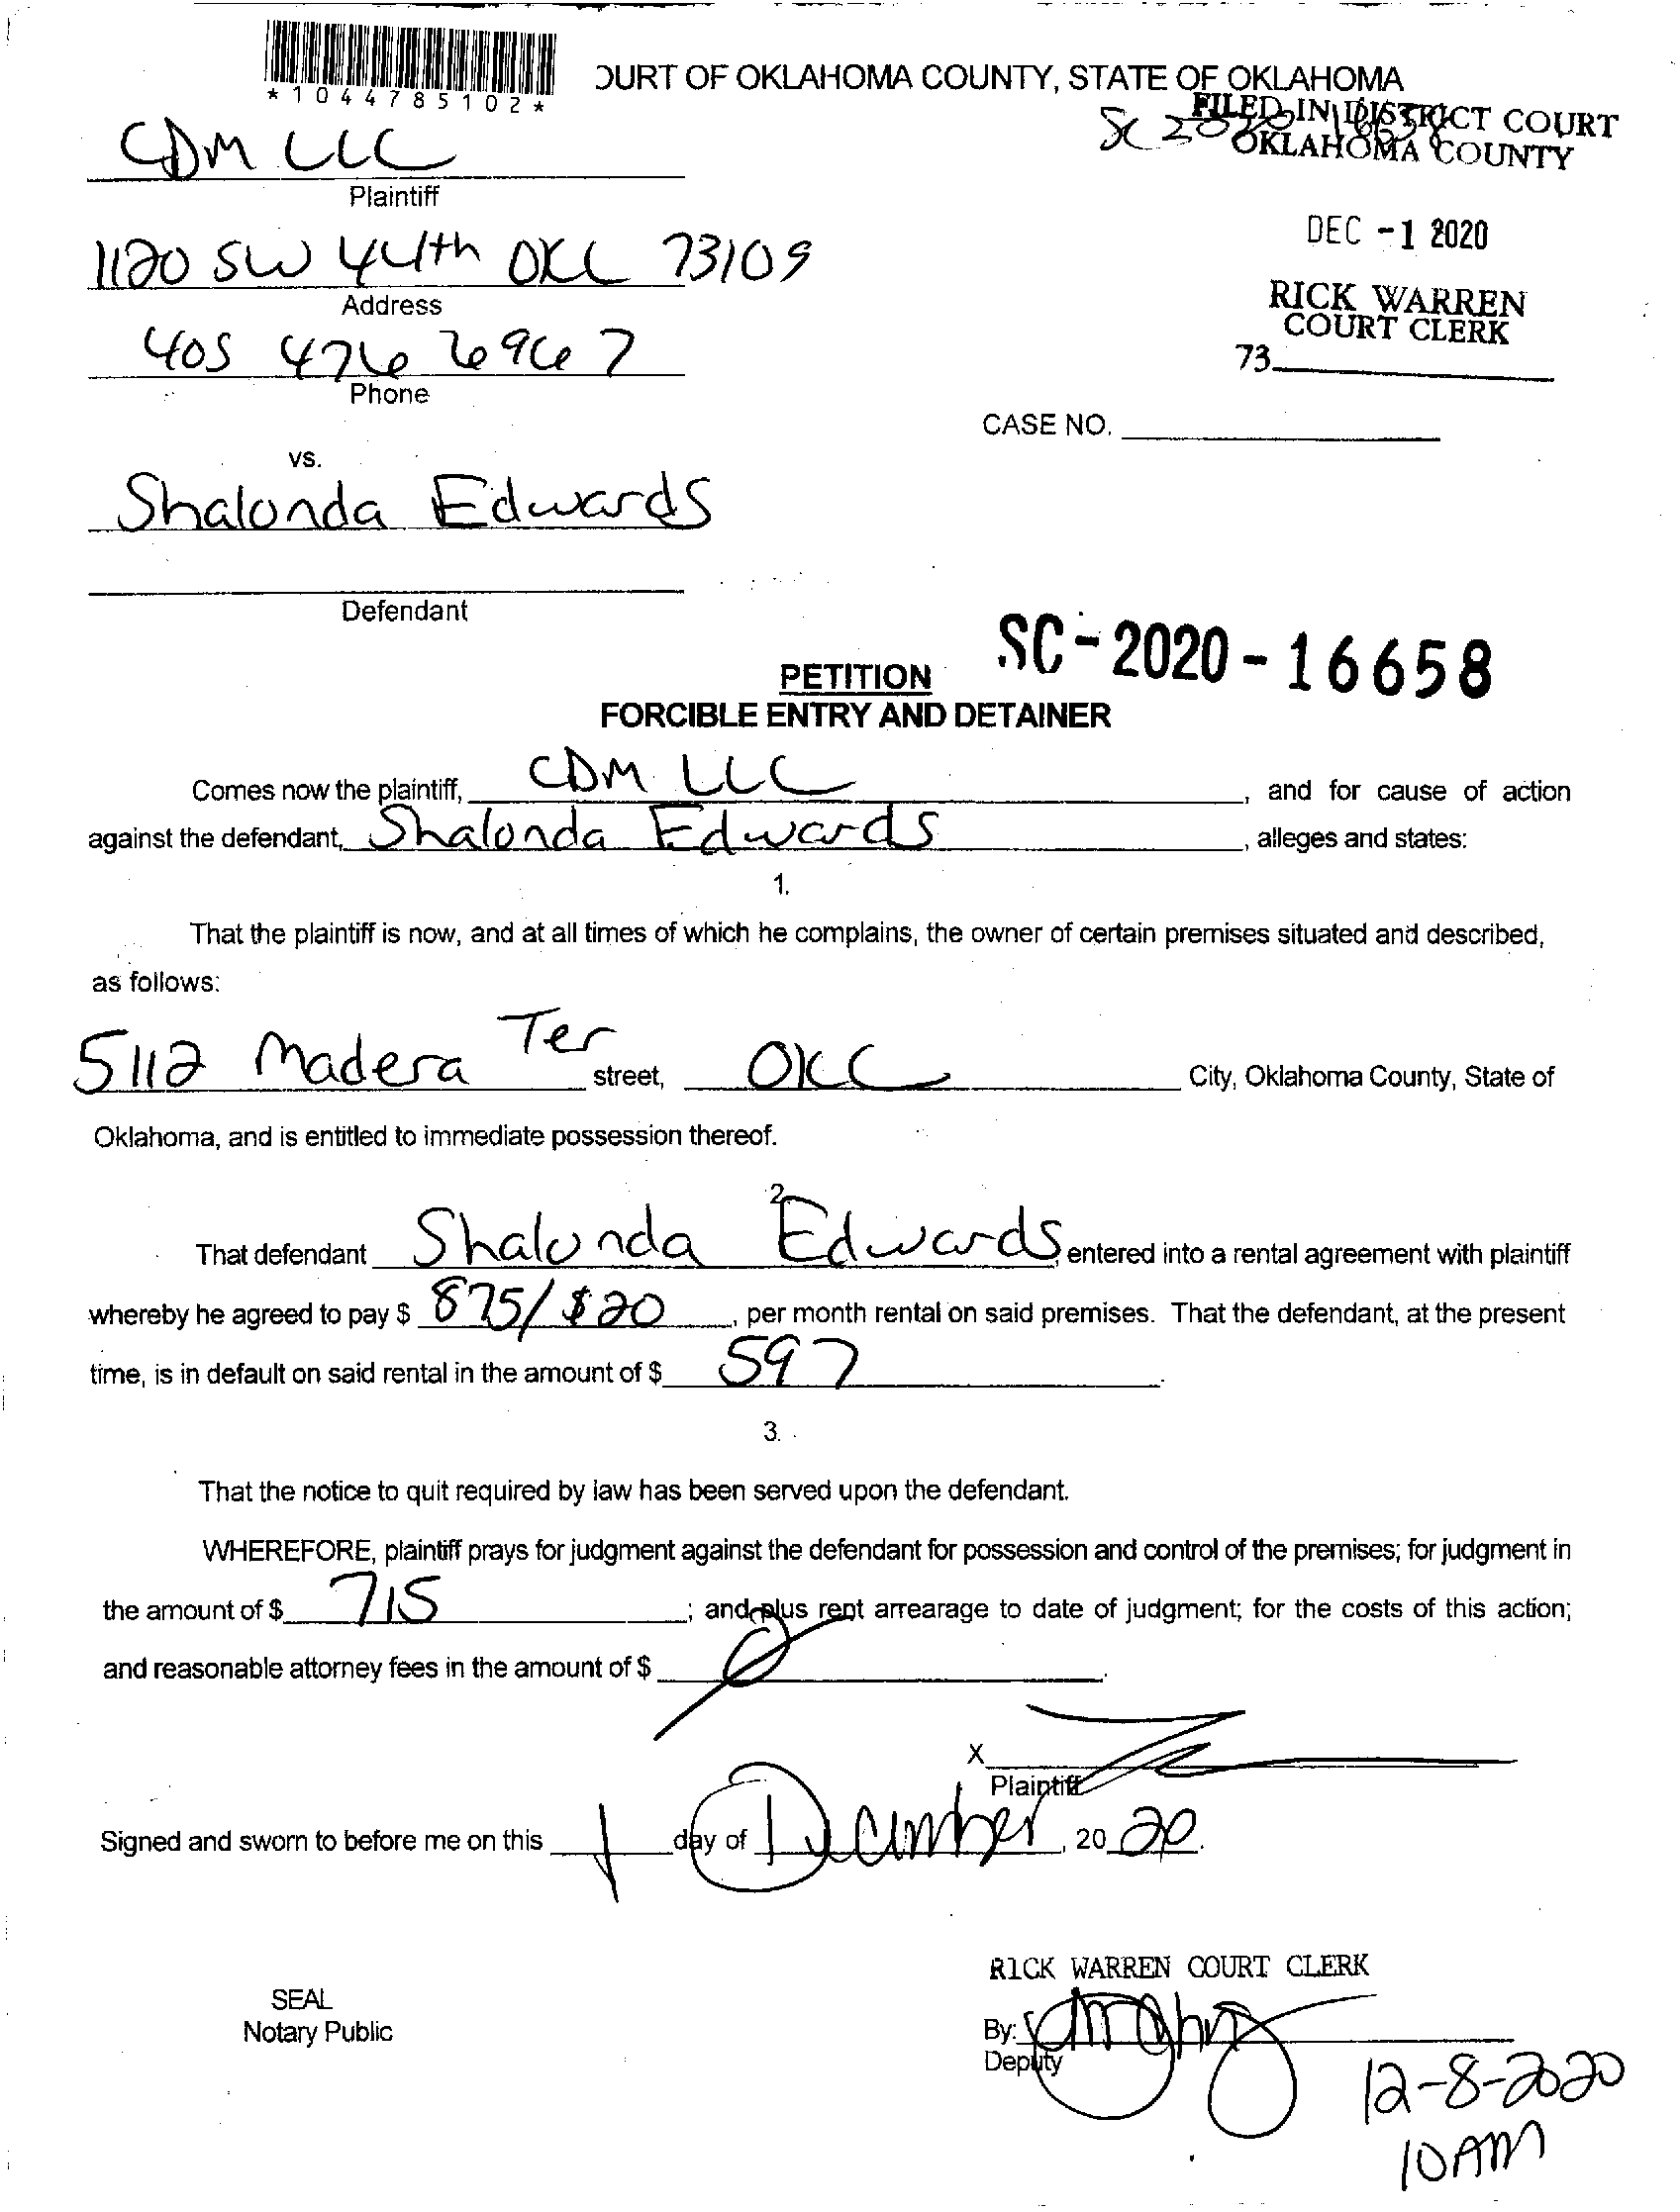 *1044785102*
OURT OF OKLAHOMA COUNTY, STATE OF OKLAHOMA
FILED IN DISTRICT COURT
OKLAHOMA COUNTY
SC 2020 16658
CDM LLC
Plaintiff
DEC -1 2020
1120 SW 44th OKC 73109
Address
RICK WARREN
COURT CLERK
405 476 6967
Phone
73
CASE NO.
vs.
Shalonda Edwards
Defendant
SC-2020-16658
PETITION
FORCIBLE ENTRY AND DETAINER
Comes now the plaintiff, CDM LLC, and for cause of action
against the defendant, Shalonda Edwards, alleges and states:
1.
That the plaintiff is now, and at all times of which he complains, the owner of certain premises situated and described,
as follows:
5112 Madera Ter street, OKC City, Oklahoma County, State of
Oklahoma, and is entitled to immediate possession thereof.
2.
That defendant Shalonda Edwards, entered into a rental agreement with plaintiff
whereby he agreed to pay $ 875/$20, per month rental on said premises. That the defendant, at the present
time, is in default on said rental in the amount of $ 597.
3.
That the notice to quit required by law has been served upon the defendant.
WHEREFORE, plaintiff prays for judgment against the defendant for possession and control of the premises; for judgment in
the amount of $ 715; and plus rent arrearage to date of judgment; for the costs of this action;
and reasonable attorney fees in the amount of $ .
X
Plaintiff
Signed and sworn to before me on this 1 day of December, 20 20.
RICK WARREN COURT CLERK
SEAL
Notary Public
By:
Deputy
12-8-2020
10AM